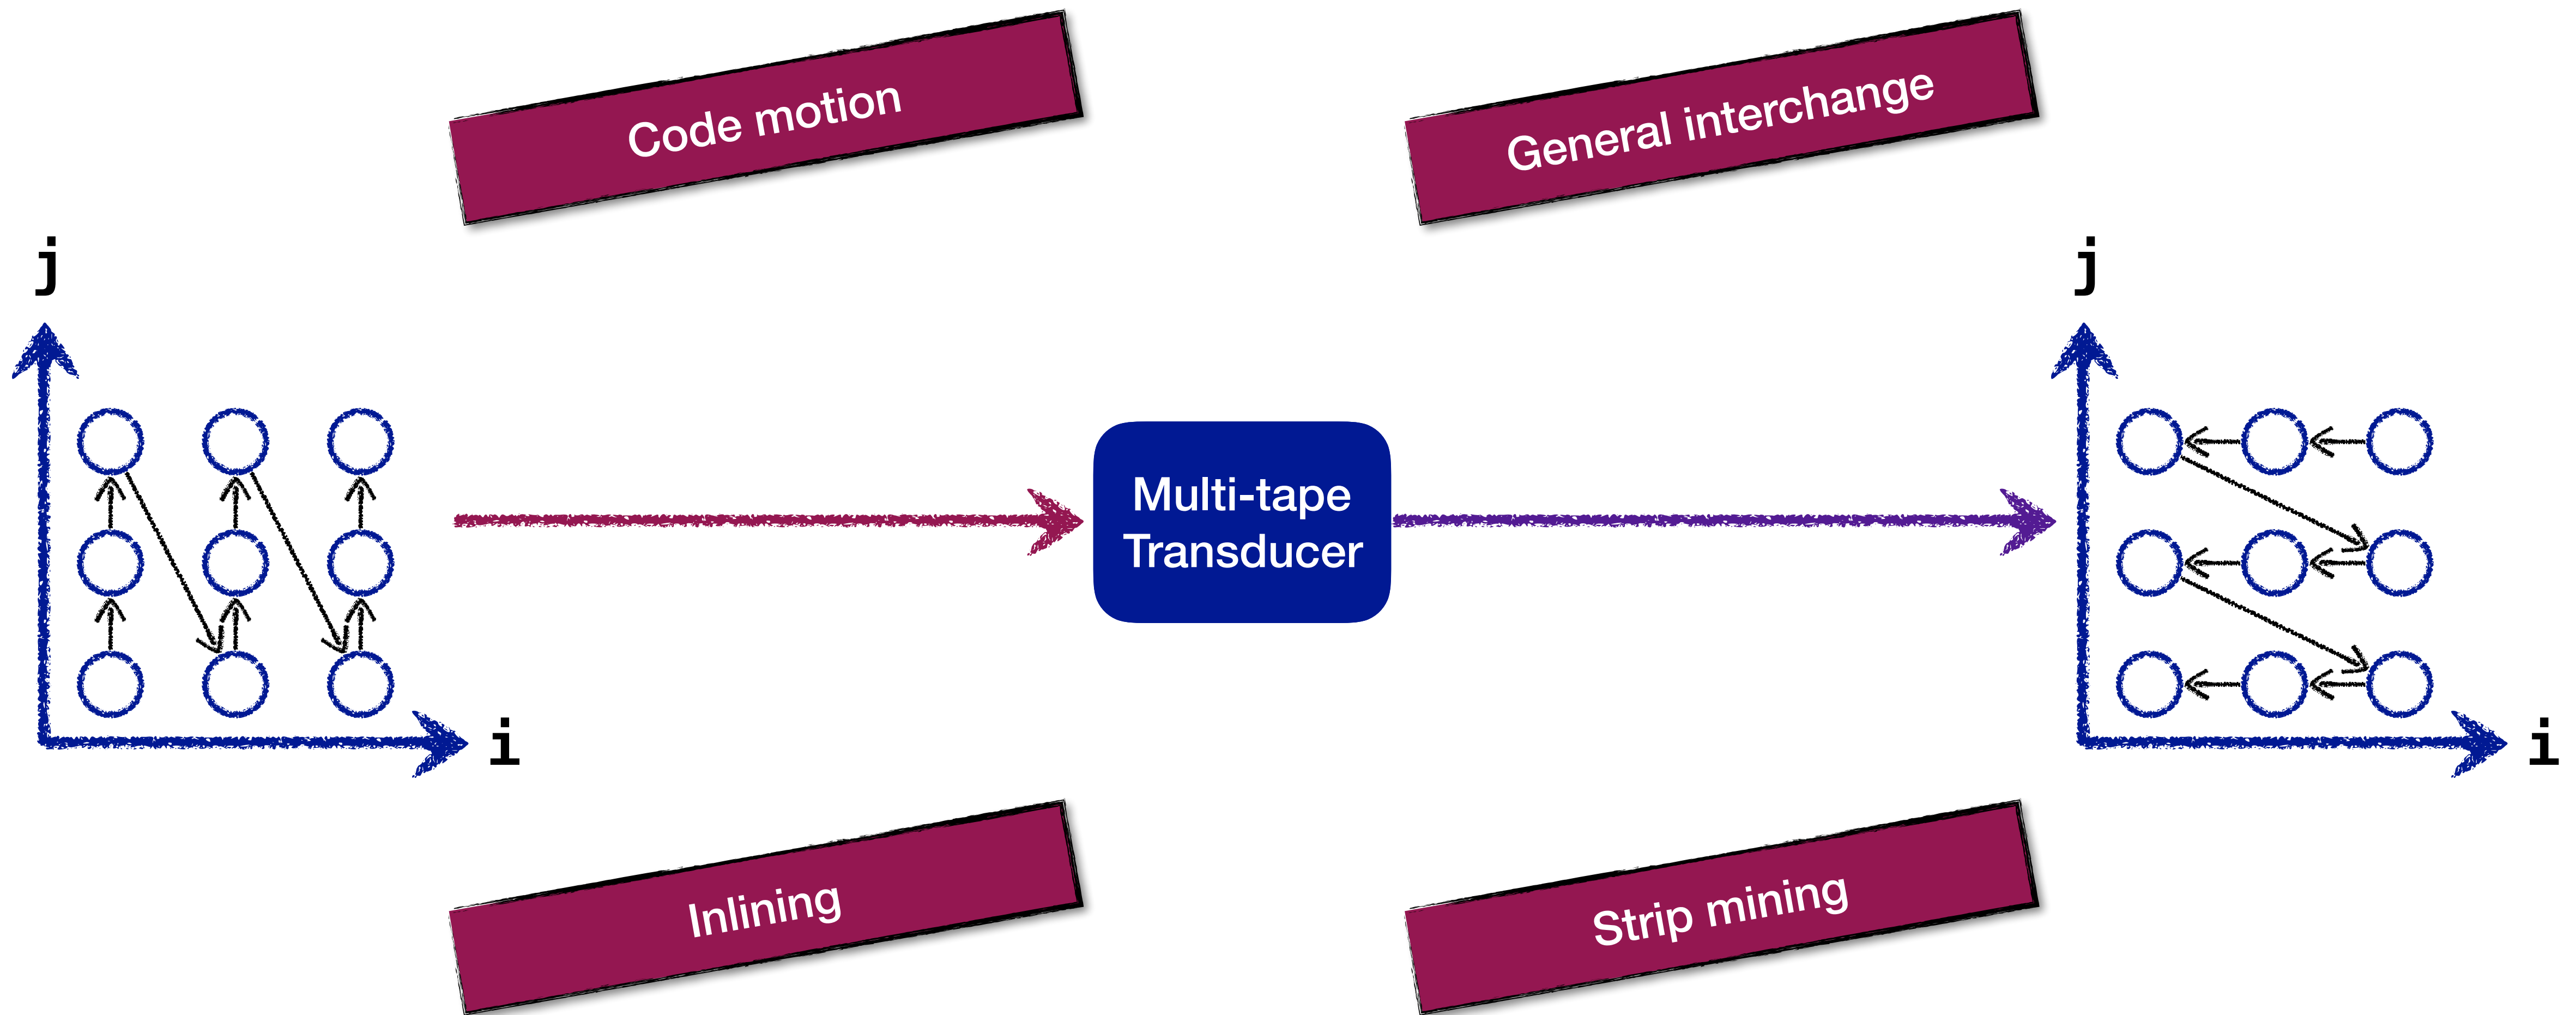 Code motion
General interchange
j
j
Multi-tape
Transducer
i
i
Inlining
Strip mining